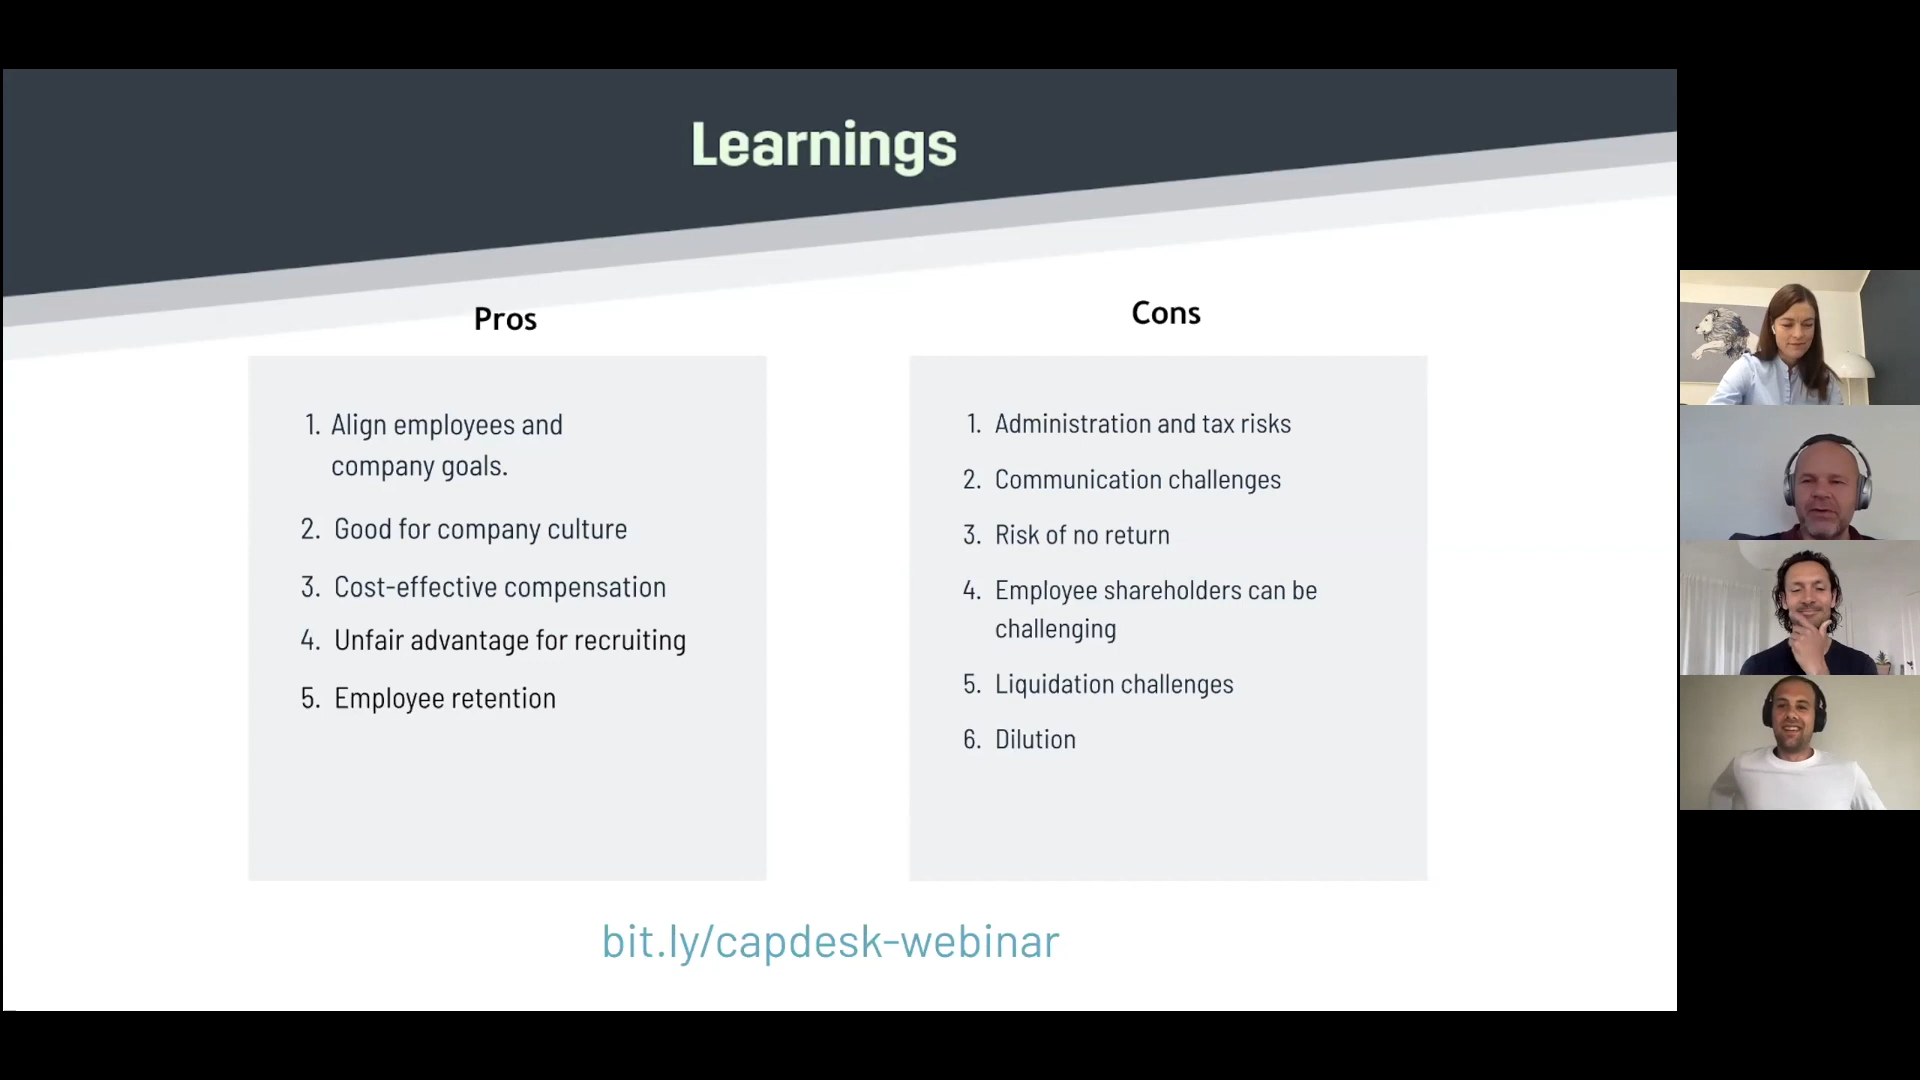 Learnings
Pros
1. Align employees and
company goals.
2. Good for company culture
3. Cost-effective compensation
4. Unfair advantage for recruiting
5. Employee retention
Cons
1. Administration and tax risks
2. Communication challenges
3. Risk of no return
4. Employee shareholders can be
challenging
5. Liquidation challenges
6. Dilution
bit.ly/capdesk-webinar